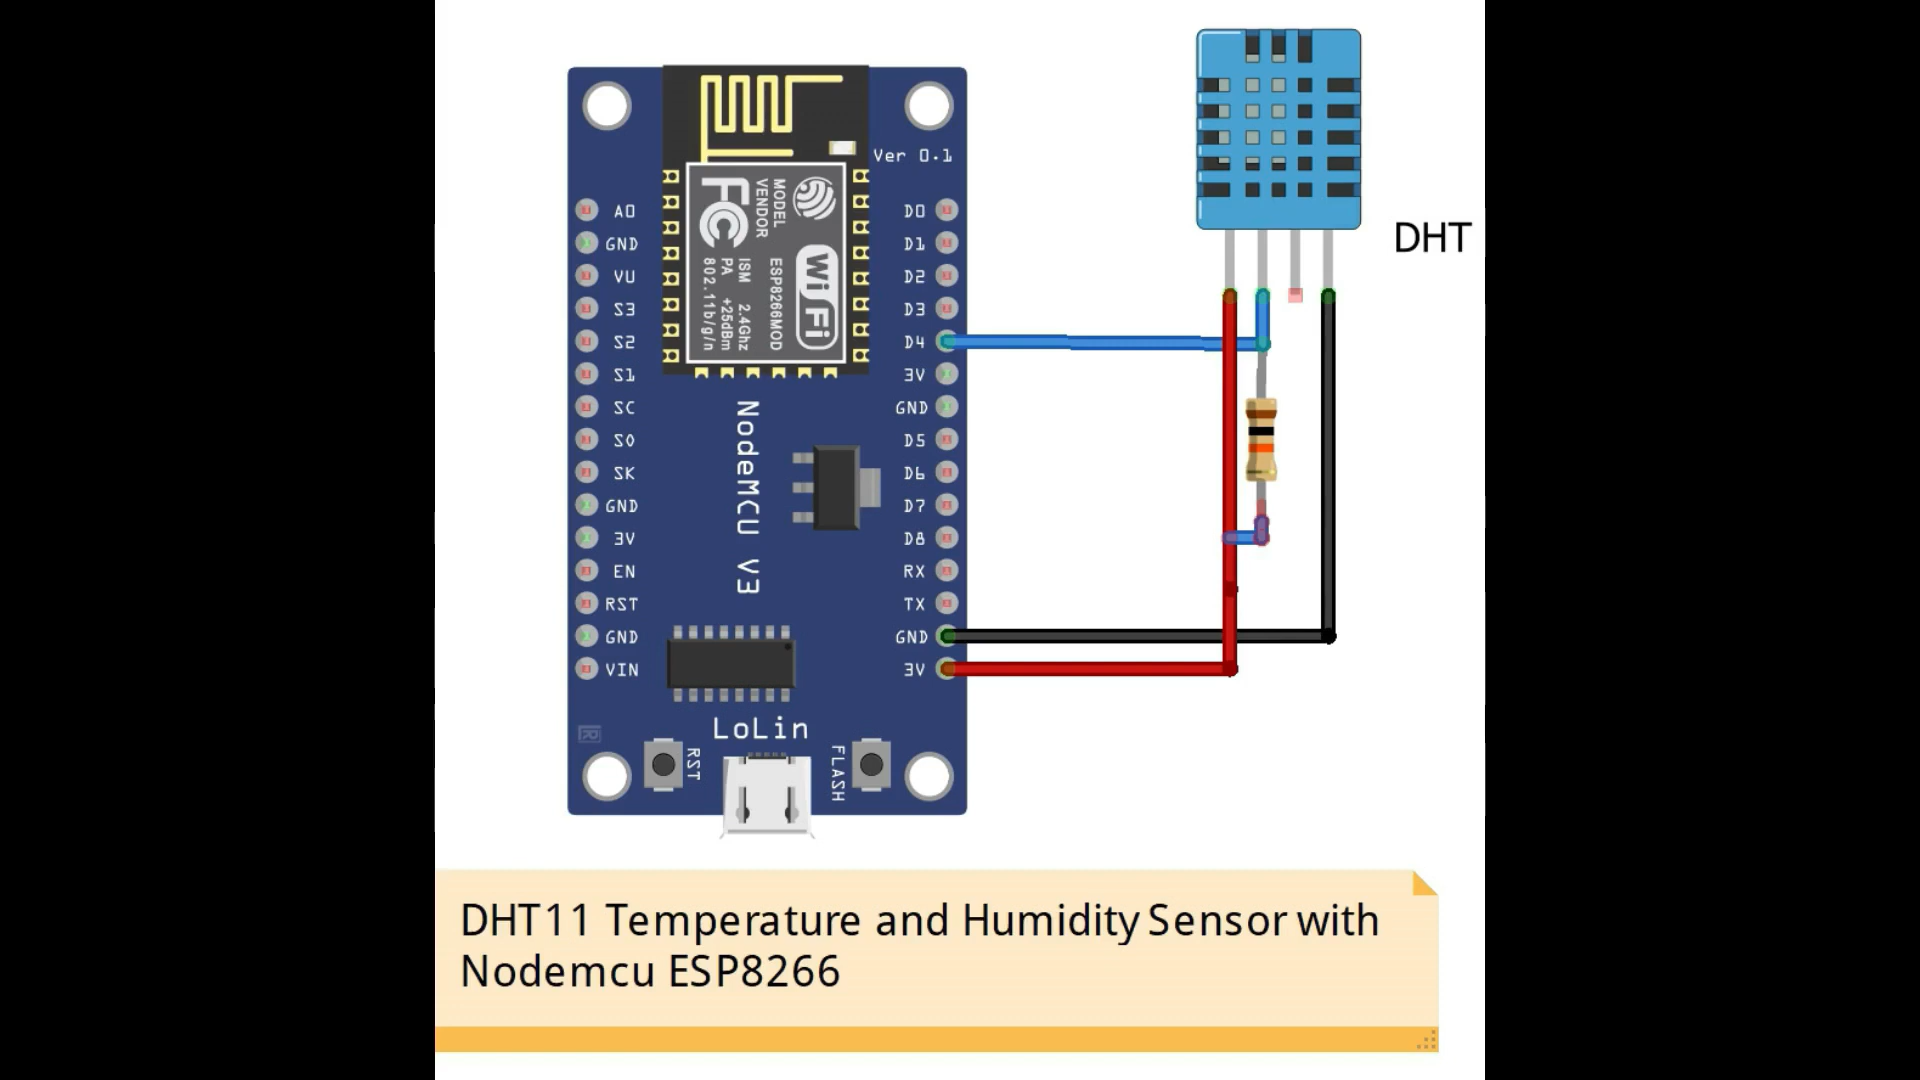 Ver 0.1
MODEL
VENDOR
ISM 2.4Ghz
PA +25dBm
802.11b/g/n
ESP8266MOD
WiFi
FC
A0
GND
VU
S3
S2
S1
SC
S0
SK
GND
3V
EN
RST
GND
VIN
D0
D1
D2
D3
D4
3V
GND
D5
D6
D7
D8
RX
TX
GND
3V
NodeMCU V3
LoLin
RST
FLASH
DHT
DHT11 Temperature and Humidity Sensor with
Nodemcu ESP8266